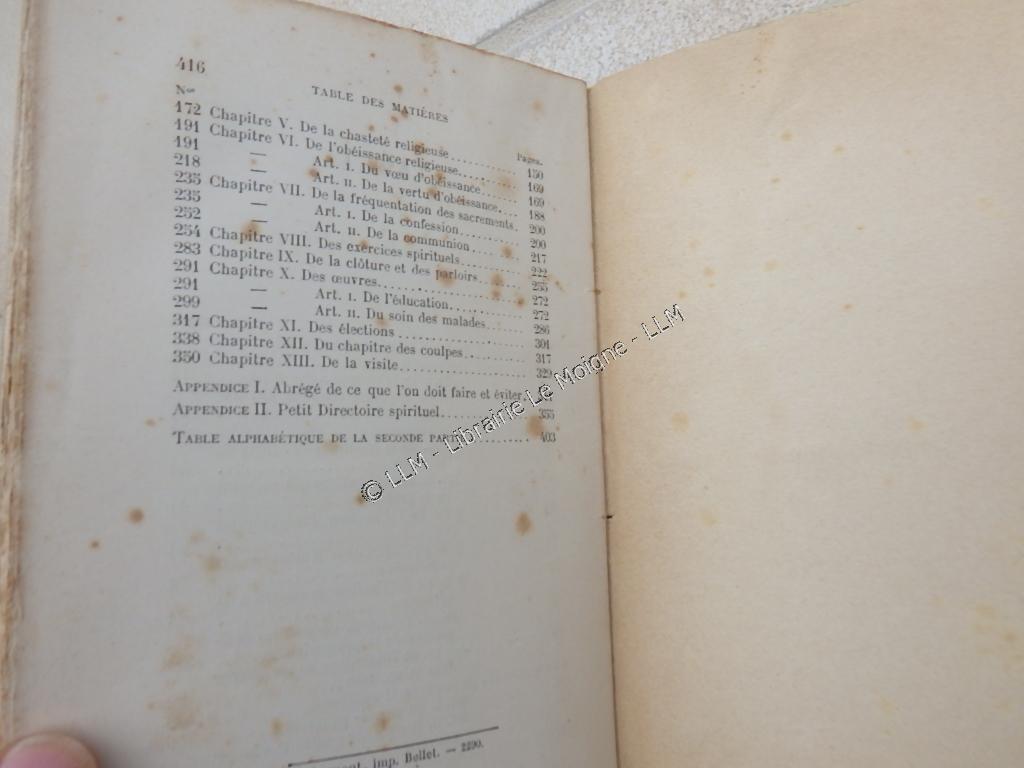 416
TABLE DES MATIÈRES
Nos Pages.
172 Chapitre V. De la chasteté religieuse.......... 150
191 Chapitre VI. De l'obéissance religieuse........ 169
191 — Art. I. Du vœu d'obéissance....... 169
218 — Art. II. De la vertu d'obéissance.... 188
235 Chapitre VII. De la fréquentation des sacrements. 200
235 — Art. I. De la confession.......... 200
252 — Art. II. De la communion........ 217
254 Chapitre VIII. Des exercices spirituels.......... 222
283 Chapitre IX. De la clôture et des parloirs....... 255
291 Chapitre X. Des œuvres.................... 272
291 — Art. I. De l'éducation............ 272
299 — Art. II. Du soin des malades...... 286
317 Chapitre XI. Des élections.................. 301
338 Chapitre XII. Du chapitre des coulpes......... 317
350 Chapitre XIII. De la visite.................. 329
APPENDICE I. Abrégé de ce que l'on doit faire et éviter.
APPENDICE II. Petit Directoire spirituel............ 355
TABLE ALPHABÉTIQUE DE LA SECONDE ........ 403
© LLM - Librairie Le Moigne - LLM
imp. Bellet. — 2290.